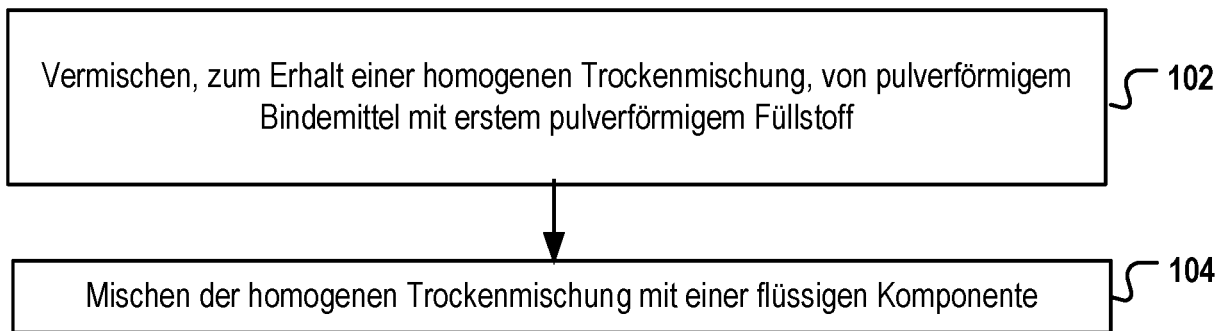 Vermischen, zum Erhalt einer homogenen Trockenmischung, von pulverförmigem
Bindemittel mit erstem pulverförmigem Füllstoff
102
Mischen der homogenen Trockenmischung mit einer flüssigen Komponente
104